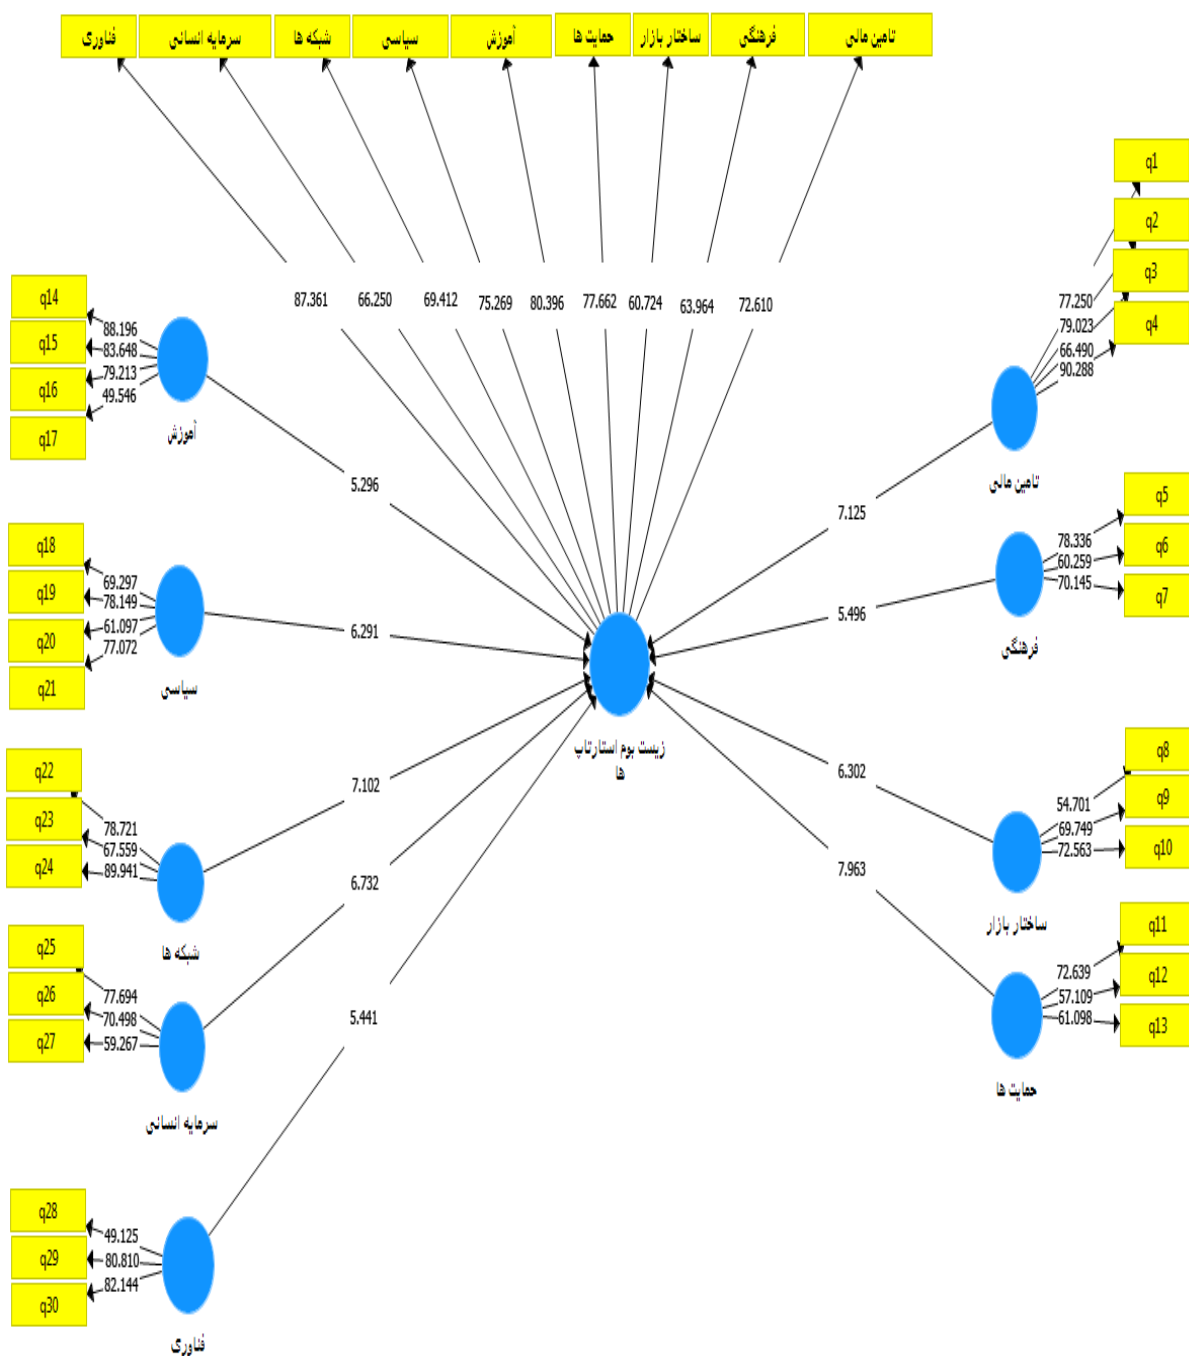 فناوری
سرمایه انسانی
شبکه ها
سیاسی
آموزش
حمایت ها
ساختار بازار
فرهنگی
تامین مالی
87.361
66.250
69.412
75.269
80.396
77.662
60.724
63.964
72.610
q1
q2
q3
q4
77.250
79.023
66.490
90.288
تامین مالی
7.125
q14
q15
q16
q17
88.196
83.648
79.213
49.546
آموزش
5.296
q5
q6
q7
78.336
60.259
70.145
فرهنگی
5.496
q18
q19
q20
q21
69.297
78.149
61.097
77.072
سیاسی
6.291
زیست بوم استارتاپ
ها
q8
q9
q10
54.701
69.749
72.563
ساختار بازار
6.302
q22
q23
q24
78.721
67.559
89.941
شبکه ها
7.102
q11
q12
q13
72.639
57.109
61.098
حمایت ها
7.963
q25
q26
q27
77.694
70.498
59.267
سرمایه انسانی
6.732
q28
q29
q30
49.125
80.810
82.144
فناوری
5.441